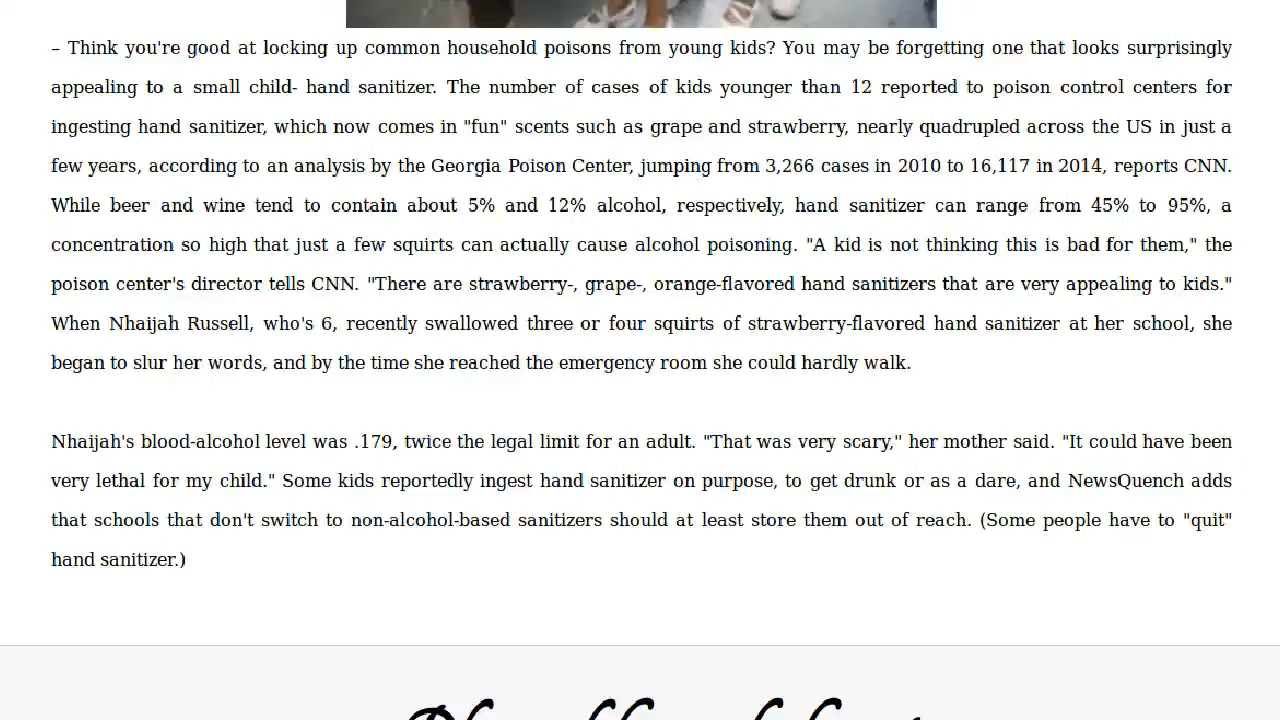 – Think you're good at locking up common household poisons from young kids? You may be forgetting one that looks surprisingly
appealing to a small child- hand sanitizer. The number of cases of kids younger than 12 reported to poison control centers for
ingesting hand sanitizer, which now comes in "fun" scents such as grape and strawberry, nearly quadrupled across the US in just a
few years, according to an analysis by the Georgia Poison Center, jumping from 3,266 cases in 2010 to 16,117 in 2014, reports CNN.
While beer and wine tend to contain about 5% and 12% alcohol, respectively, hand sanitizer can range from 45% to 95%, a
concentration so high that just a few squirts can actually cause alcohol poisoning. "A kid is not thinking this is bad for them," the
poison center's director tells CNN. "There are strawberry-, grape-, orange-flavored hand sanitizers that are very appealing to kids."
When Nhaijah Russell, who's 6, recently swallowed three or four squirts of strawberry-flavored hand sanitizer at her school, she
began to slur her words, and by the time she reached the emergency room she could hardly walk.
Nhaijah's blood-alcohol level was .179, twice the legal limit for an adult. "That was very scary," her mother said. "It could have been
very lethal for my child." Some kids reportedly ingest hand sanitizer on purpose, to get drunk or as a dare, and NewsQuench adds
that schools that don't switch to non-alcohol-based sanitizers should at least store them out of reach. (Some people have to "quit"
hand sanitizer.)